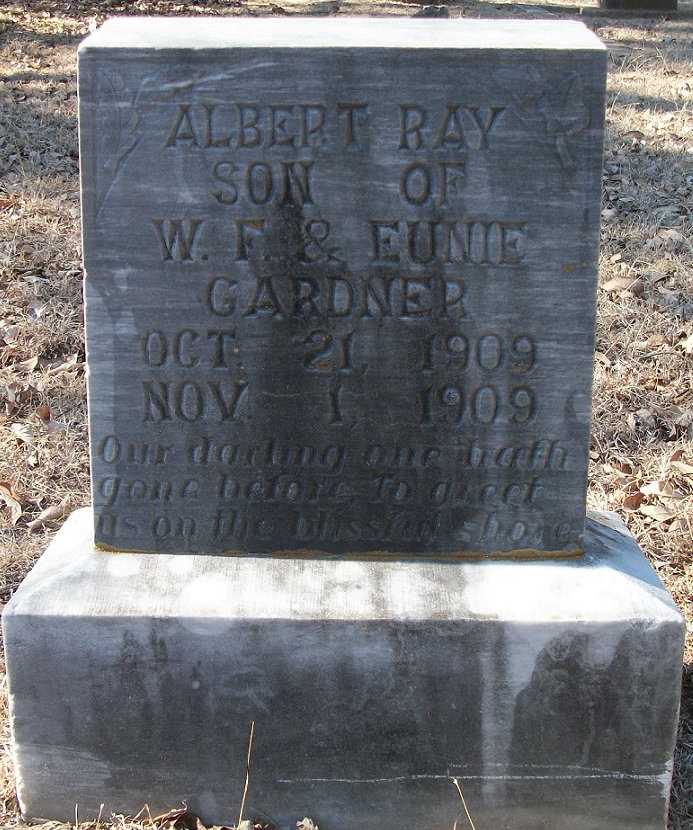 ALBERT RAY
SON OF
W. F. & EUNIE
GARDNER
OCT. 21, 1909
NOV. 1, 1909
Our darling one hath
gone before To greet
us on the blissful shore